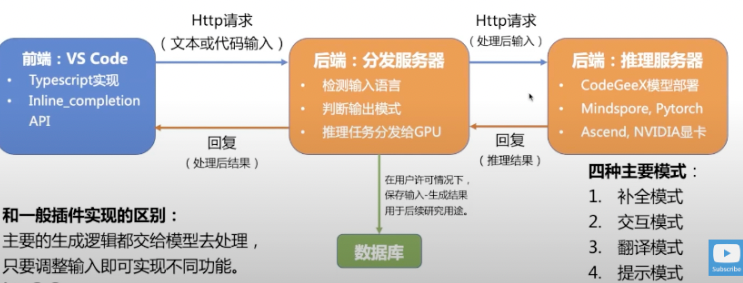 Http请求
（文本或代码输入）
Http请求
（处理后输入）
前端：VS Code
• Typescript实现
• Inline_completion
API
后端：分发服务器
• 检测输入语言
• 判断输出模式
• 推理任务分发给GPU
后端：推理服务器
• CodeGeeX模型部署
• Mindspore, Pytorch
• Ascend, NVIDIA显卡
回复
（处理后结果）
回复
（推理结果）
在用户许可情况下，
保存输入-生成结果
用于后续研究用途。
数据库
和一般插件实现的区别：
主要的生成逻辑都交给模型去处理，
只要调整输入即可实现不同功能。
四种主要模式：
1. 补全模式
2. 交互模式
3. 翻译模式
4. 提示模式
Subscribe